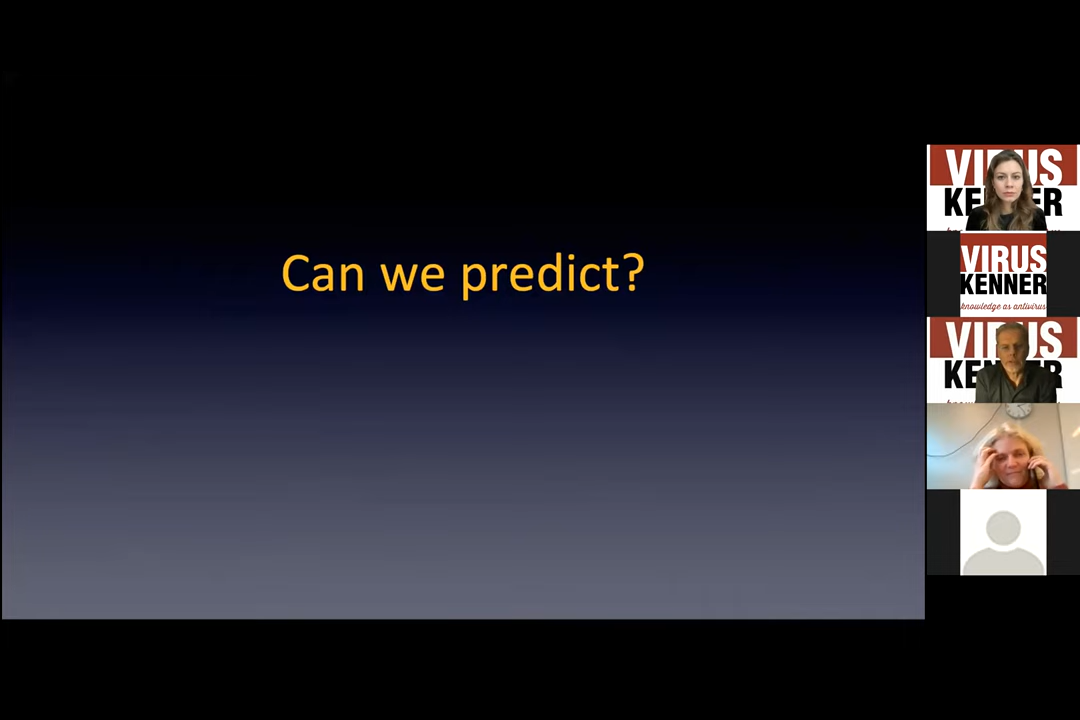 Can we predict?
VIRUS
KENNER
VIRUS
KENNER
knowledge as antivirus
VIRUS
KENNER